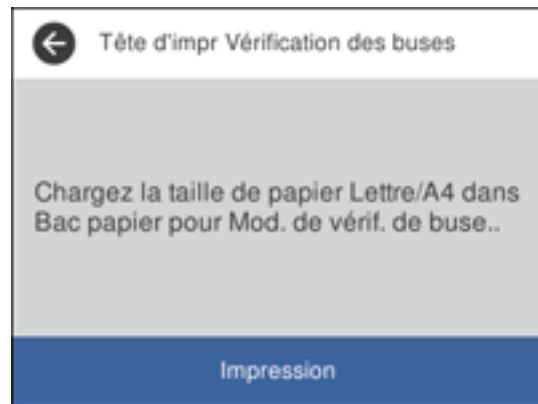 Tête d'impr Vérification des buses
Chargez la taille de papier Lettre/A4 dans
Bac papier pour Mod. de vérif. de buse..
Impression